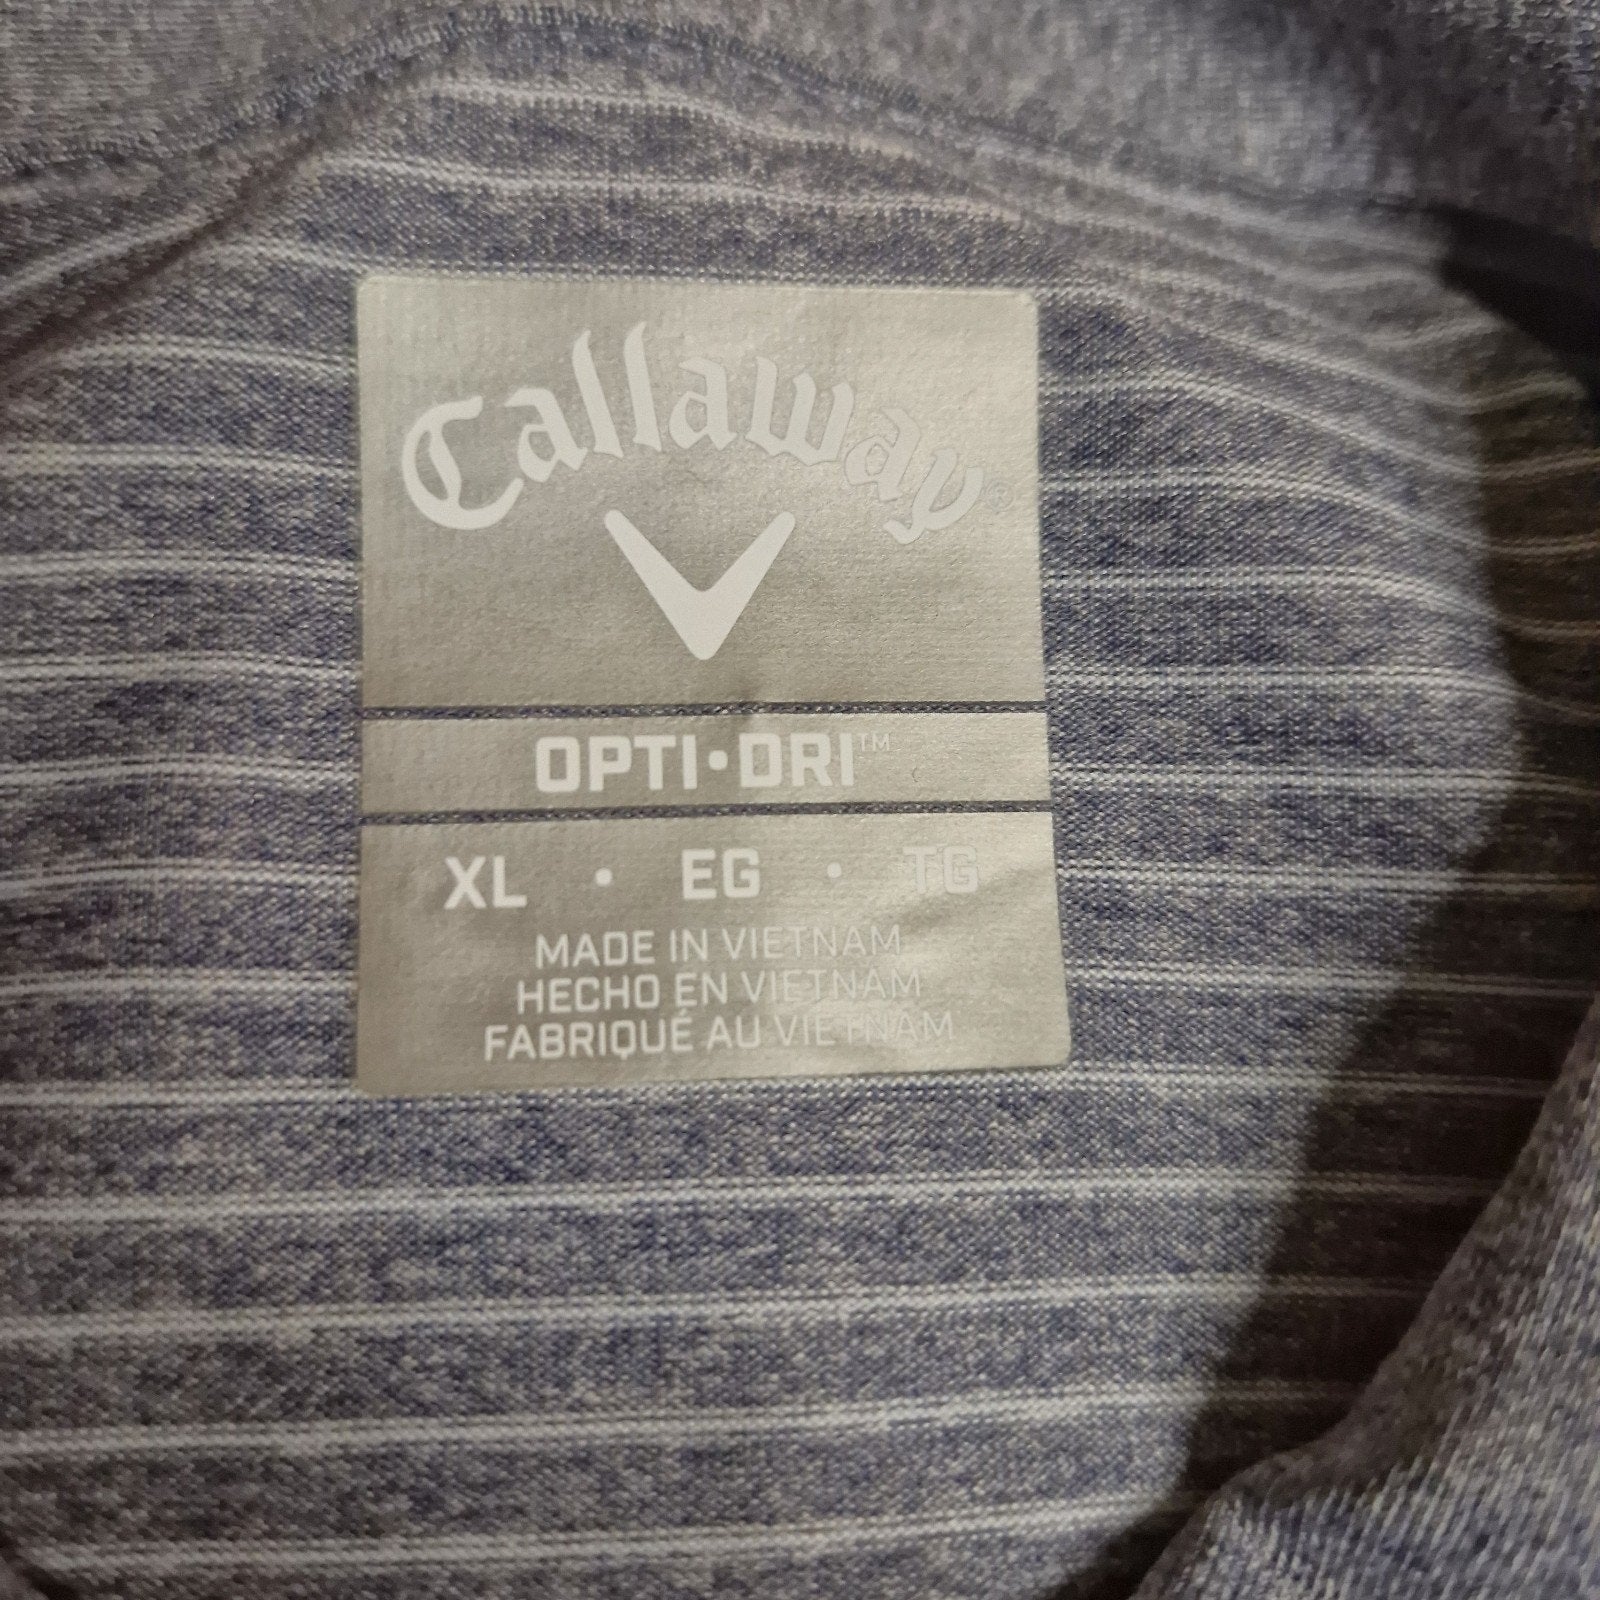 Callaway®
OPTI•DRI™
XL • EG • TG
MADE IN VIETNAM
HECHO EN VIETNAM
FABRIQUÉ AU VIETNAM